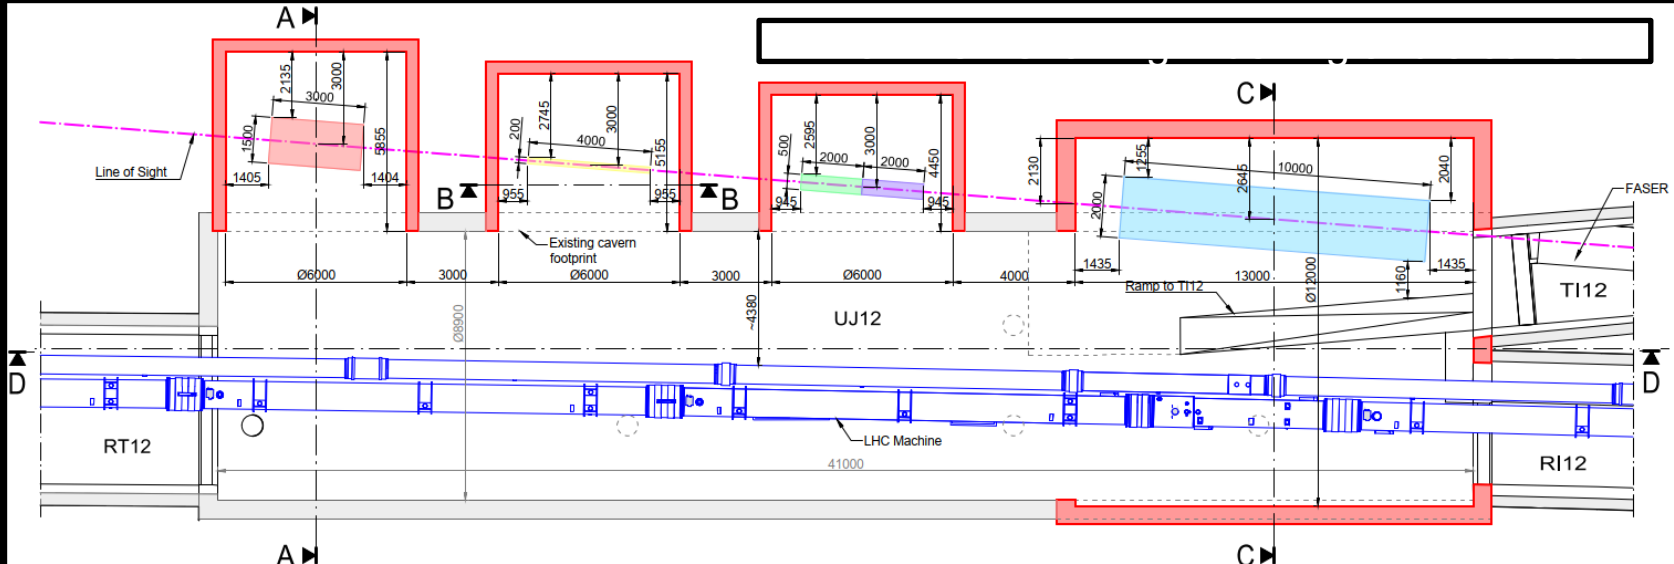 A
C
2135
3000
3000
1500
5855
1405
1404
Line of Sight
200
2745
4000
3000
5155
955
955
B
B
500
2595
2000
3000
2000
4450
945
945
2130
1255
2645
10000
2040
2000
FASER
Existing cavern
footprint
Ø6000
3000
Ø6000
3000
Ø6000
4000
1435
13000
1435
Ø12000
1160
Ramp to TI12
TI12
Ø8900
~4380
UJ12
D
D
LHC Machine
RT12
41000
RI12
A
C